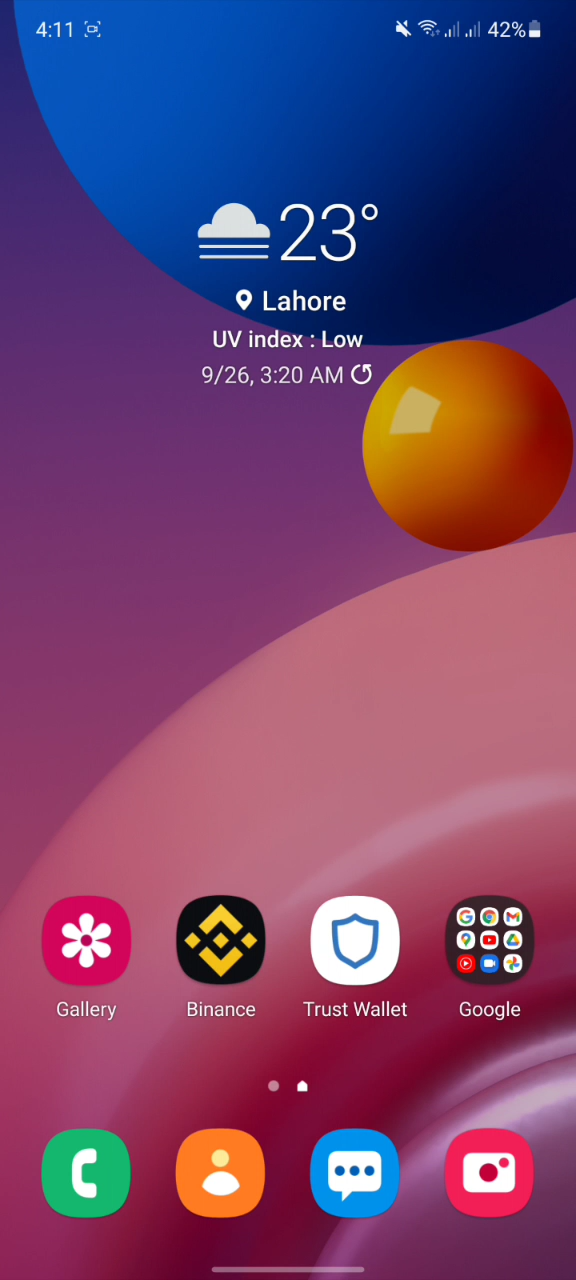 4:11 42%
23°
Lahore
UV index : Low
9/26, 3:20 AM
Gallery Binance Trust Wallet Google